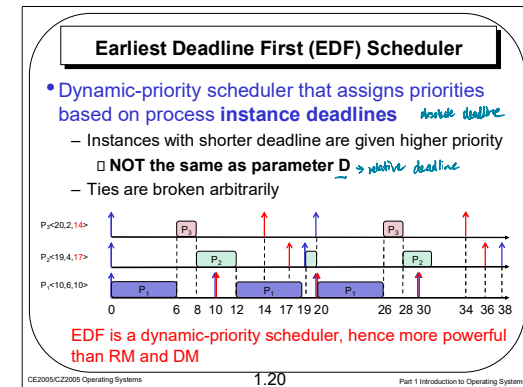 Earliest Deadline First (EDF) Scheduler
• Dynamic-priority scheduler that assigns priorities
based on process instance deadlines absolute deadline
– Instances with shorter deadline are given higher priority
▯ NOT the same as parameter D → relative deadline
– Ties are broken arbitrarily
P₃<20,2,14> P₃ P₃
P₂<19,4,17> P₂ P₂
P₁<10,6,10> P₁ P₁ P₁
0 6 8 10 12 14 17 19 20 26 28 30 34 36 38
EDF is a dynamic-priority scheduler, hence more powerful
than RM and DM
CE2005/CZ2005 Operating Systems 1.20 Part 1 Introduction to Operating System